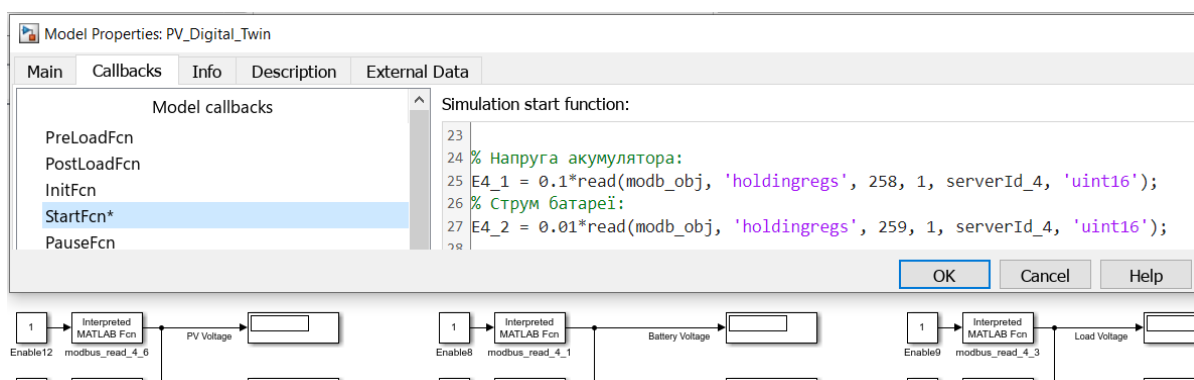 Model Properties: PV_Digital_Twin
Main Callbacks Info Description External Data
Model callbacks
PreLoadFcn
PostLoadFcn
InitFcn
StartFcn*
PauseFcn
Simulation start function:
23
24 % Напруга акумулятора:
25 E4_1 = 0.1*read(modb_obj, 'holdingregs', 258, 1, serverId_4, 'uint16');
26 % Струм батареї:
27 E4_2 = 0.01*read(modb_obj, 'holdingregs', 259, 1, serverId_4, 'uint16');
28
OK Cancel Help
1
Enable12
Interpreted
MATLAB Fcn
modbus_read_4_6
PV Voltage
1
Enable8
Interpreted
MATLAB Fcn
modbus_read_4_1
Battery Voltage
1
Enable9
Interpreted
MATLAB Fcn
modbus_read_4_3
Load Voltage